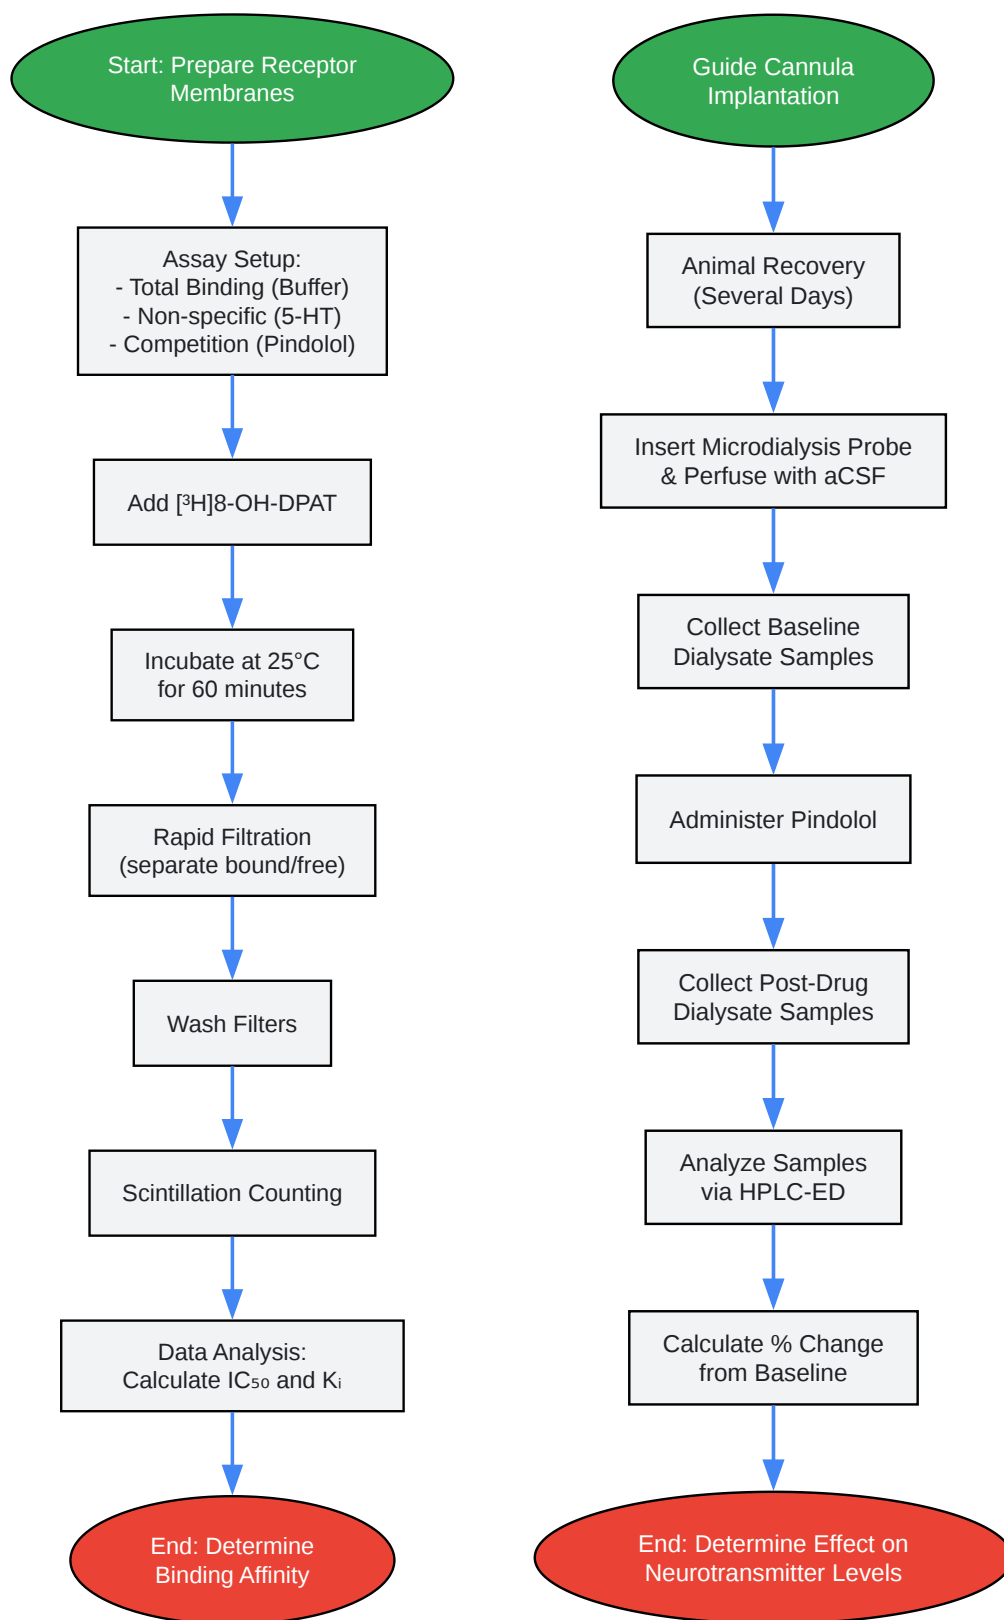 Start: Prepare Receptor
Membranes
Assay Setup:
- Total Binding (Buffer)
- Non-specific (5-HT)
- Competition (Pindolol)
Add [³H]8-OH-DPAT
Incubate at 25°C
for 60 minutes
Rapid Filtration
(separate bound/free)
Wash Filters
Scintillation Counting
Data Analysis:
Calculate IC₅₀ and Kᵢ
End: Determine
Binding Affinity
Guide Cannula
Implantation
Animal Recovery
(Several Days)
Insert Microdialysis Probe
& Perfuse with aCSF
Collect Baseline
Dialysate Samples
Administer Pindolol
Collect Post-Drug
Dialysate Samples
Analyze Samples
via HPLC-ED
Calculate % Change
from Baseline
End: Determine Effect on
Neurotransmitter Levels